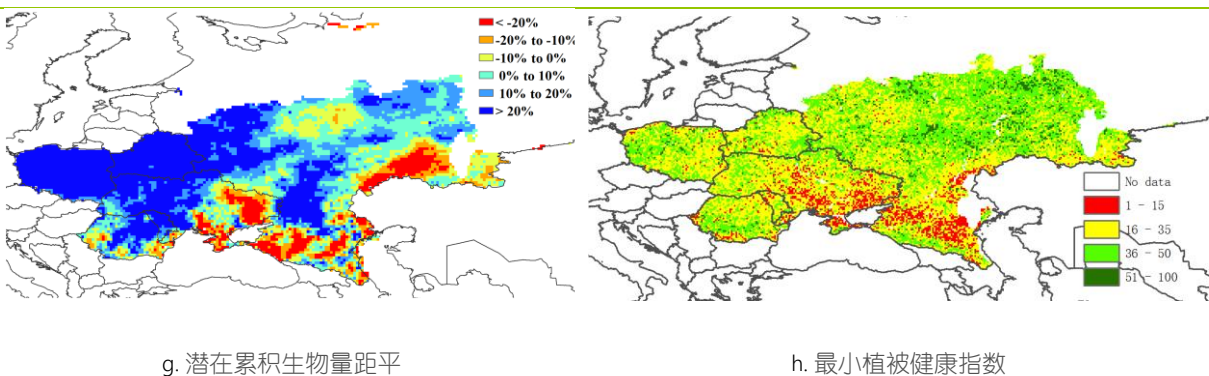 < -20%
-20% to -10%
-10% to 0%
0% to 10%
10% to 20%
> 20%
No data
1 - 15
16 - 35
36 - 50
51 - 100
g. 潜在累积生物量距平
h. 最小植被健康指数